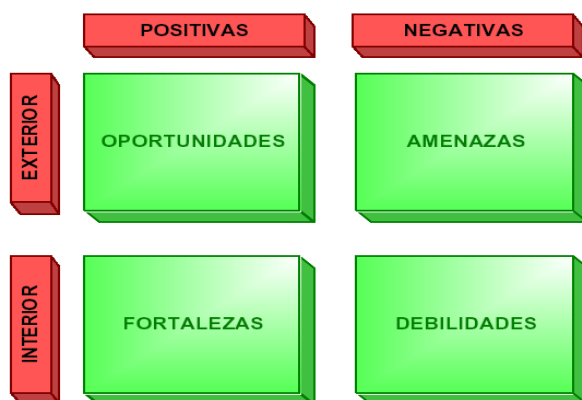 POSITIVAS
NEGATIVAS
EXTERIOR
OPORTUNIDADES
AMENAZAS
INTERIOR
FORTALEZAS
DEBILIDADES